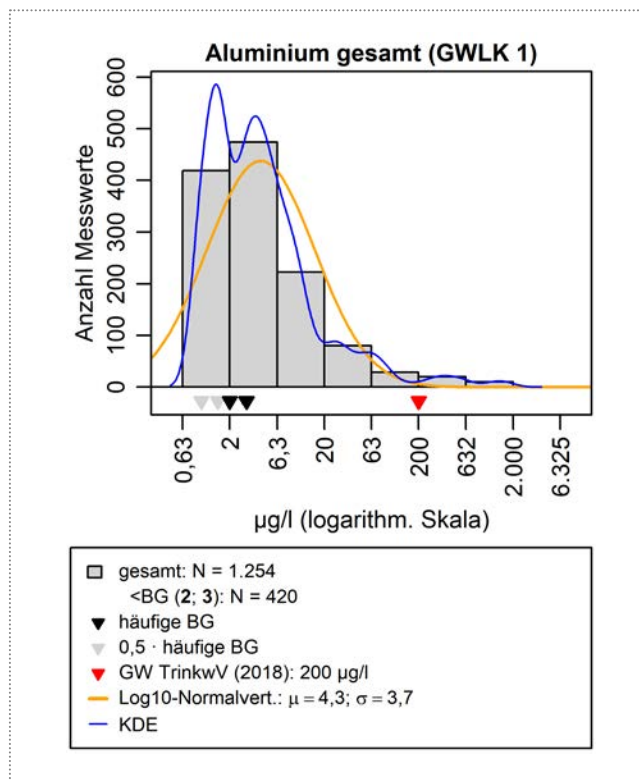 Aluminium gesamt (GWLK 1)
Anzahl Messwerte
600
500
400
300
200
100
0
0,63
2
6,3
20
63
200
632
2.000
6.325
µg/l (logarithm. Skala)
gesamt: N = 1.254
<BG (2; 3): N = 420
häufige BG
0,5 · häufige BG
GW TrinkwV (2018): 200 µg/l
Log10-Normalvert.: μ = 4,3; σ = 3,7
KDE